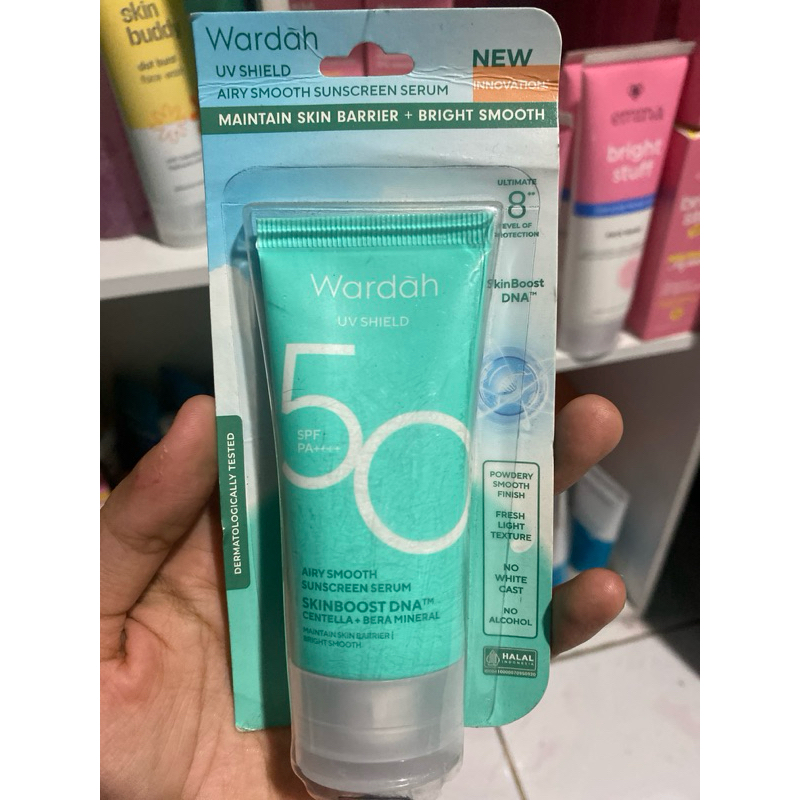 Wardah
UV SHIELD
AIRY SMOOTH SUNSCREEN SERUM
NEW
INNOVATION
MAINTAIN SKIN BARRIER + BRIGHT SMOOTH
ULTIMATE
8**
LEVEL OF
PROTECTION
SkinBoost
DNA™
Wardah
UV SHIELD
50
SPF
PA++++
AIRY SMOOTH
SUNSCREEN SERUM
SKINBOOST DNA™
CENTELLA + BERA MINERAL
MAINTAIN SKIN BARRIER |
BRIGHT SMOOTH
DERMATOLOGICALLY TESTED
POWDERY
SMOOTH
FINISH
FRESH
LIGHT
TEXTURE
NO
WHITE
CAST
NO
ALCOHOL
HALAL
INDONESIA
skin
buddy
emina
bright
stuff